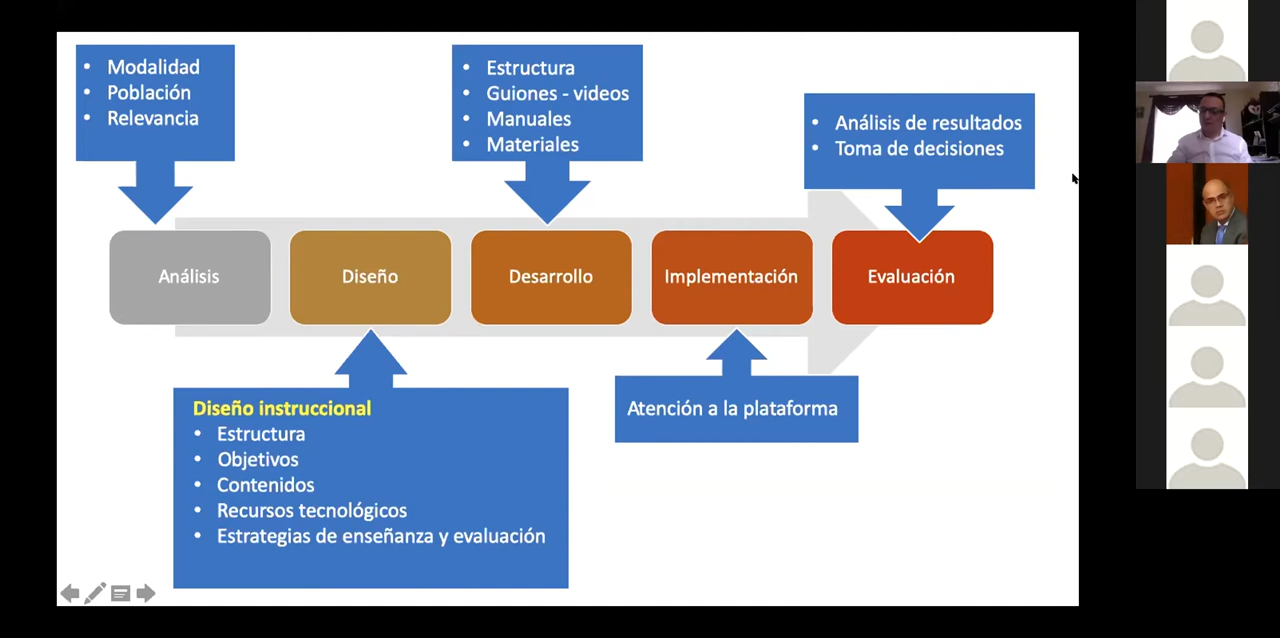 Modalidad
Población
Relevancia
Estructura
Guiones - videos
Manuales
Materiales
Análisis de resultados
Toma de decisiones
Análisis
Diseño
Desarrollo
Implementación
Evaluación
Diseño instruccional
Estructura
Objetivos
Contenidos
Recursos tecnológicos
Estrategias de enseñanza y evaluación
Atención a la plataforma